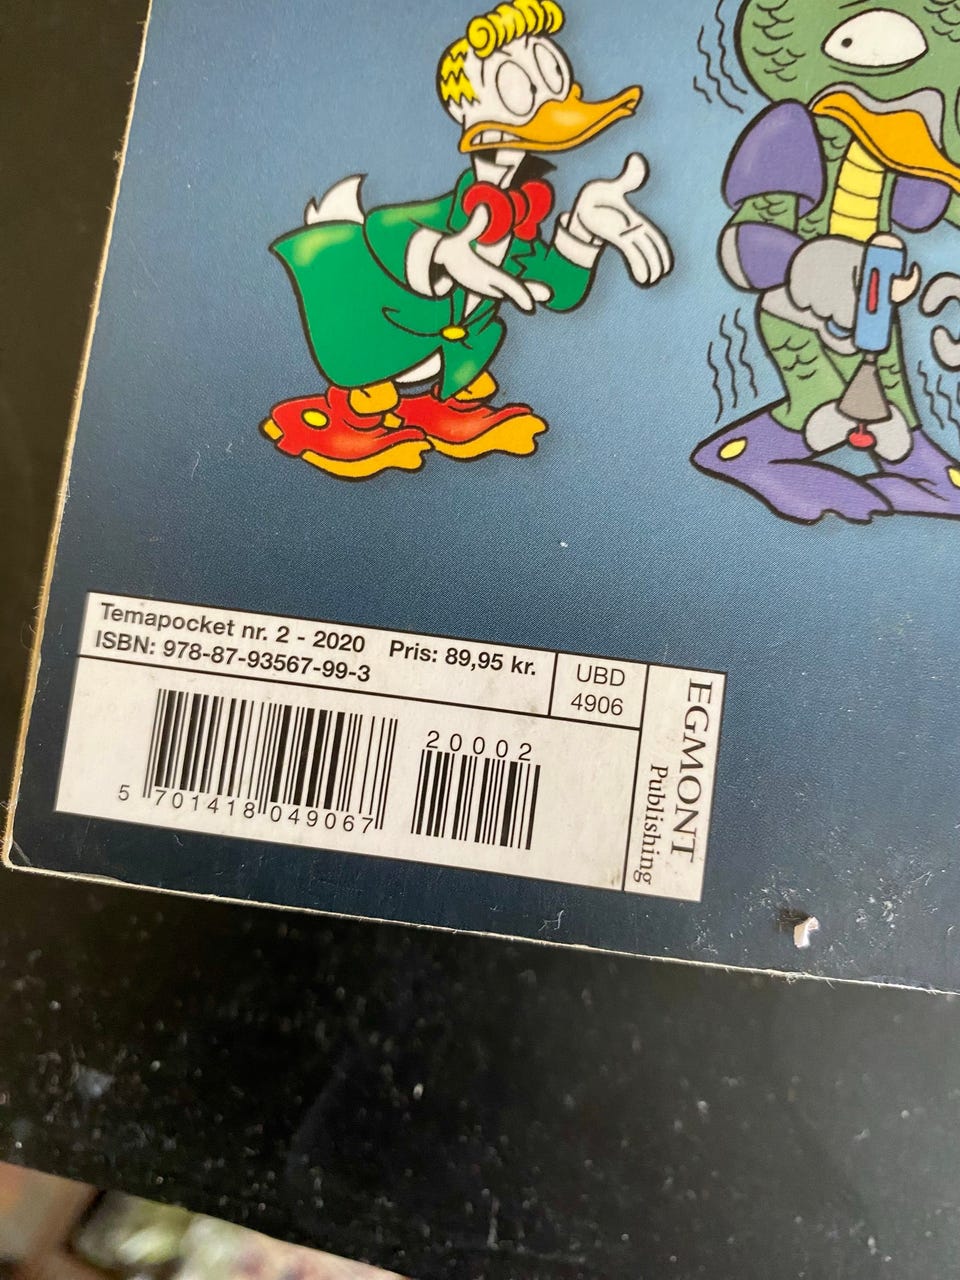 Temapocket nr. 2 - 2020 Pris: 89,95 kr.
ISBN: 978-87-93567-99-3
UBD
4906
20002
5 701418 049067
EGMONT
Publishing